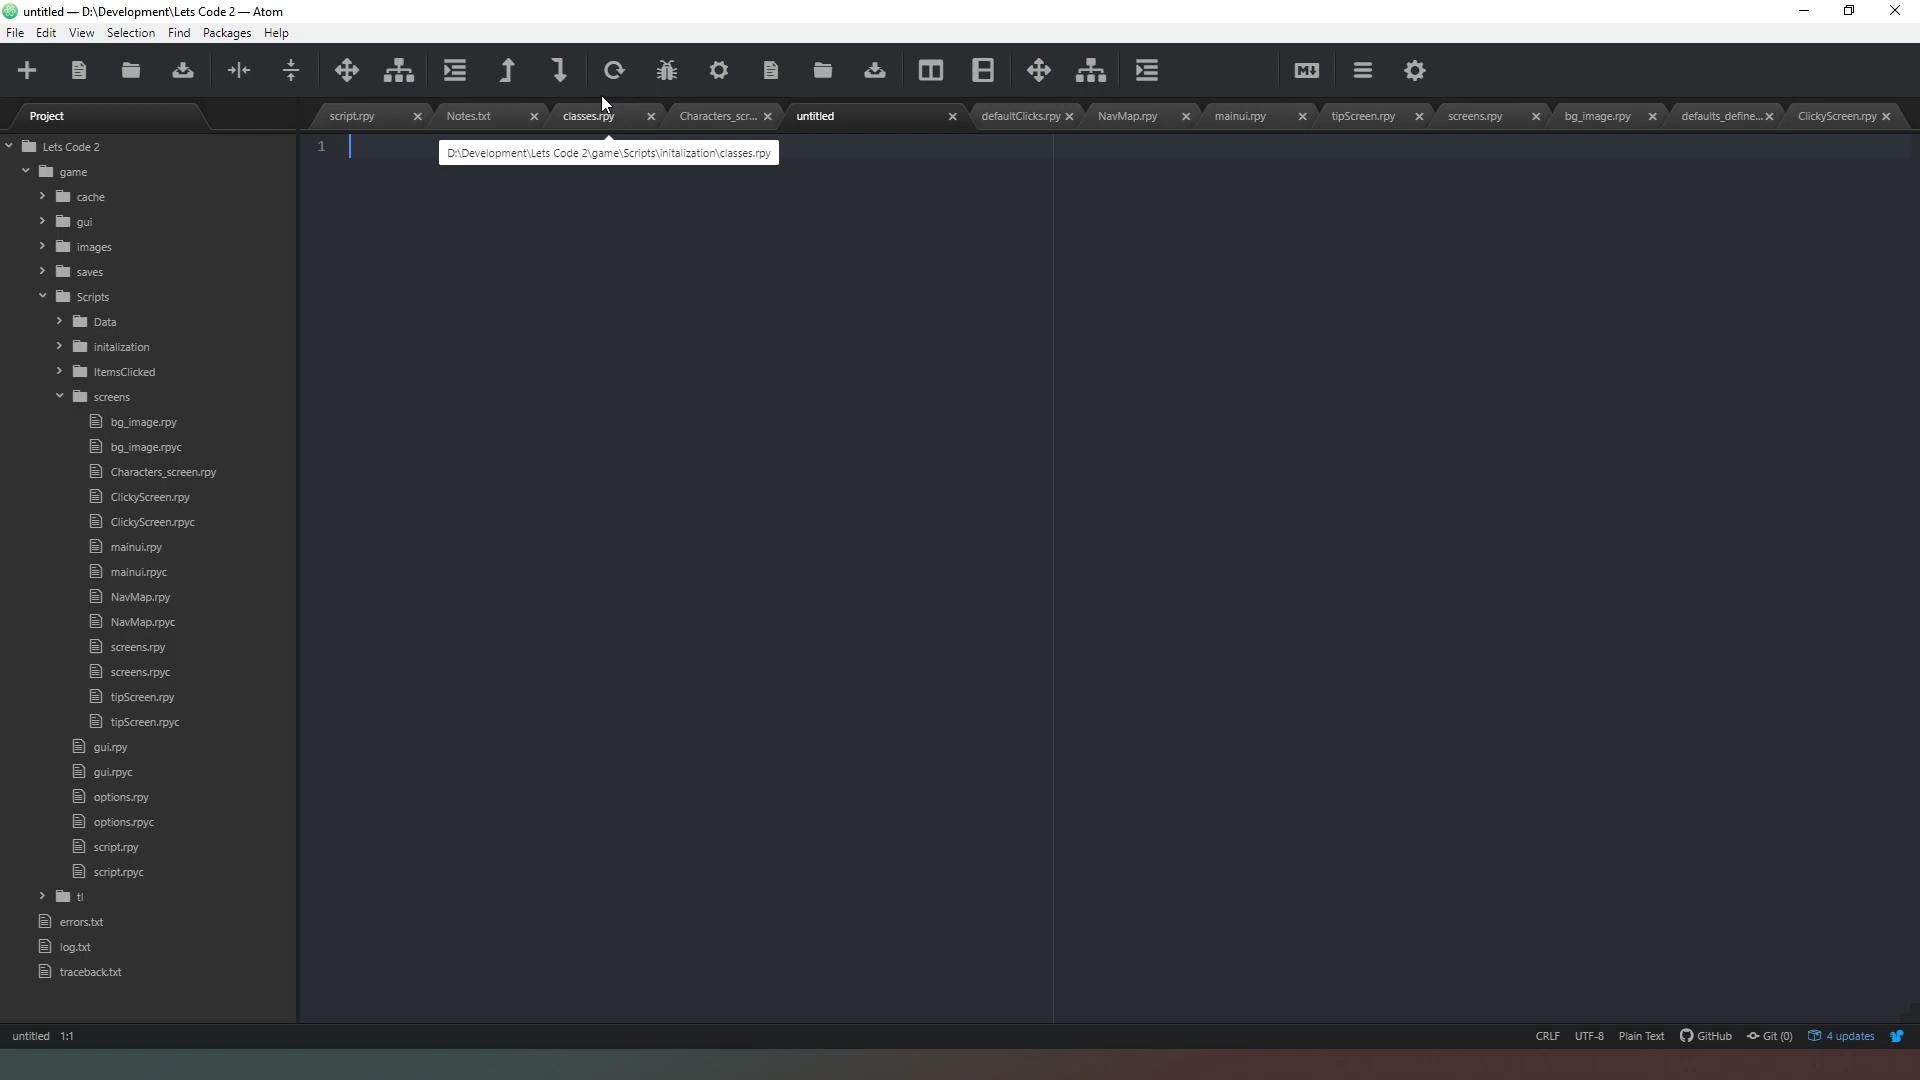 untitled — D:\Development\Lets Code 2 — Atom
File Edit View Selection Find Packages Help
M↓
Project
script.rpy Notes.txt classes.rpy Characters_scr... untitled defaultClicks.rpy NavMap.rpy mainui.rpy tipScreen.rpy screens.rpy bg_image.rpy defaults_define... ClickyScreen.rpy
1
D:\Development\Lets Code 2\game\Scripts\initalization\classes.rpy
Lets Code 2
game
cache
gui
images
saves
Scripts
Data
initalization
ItemsClicked
screens
bg_image.rpy
bg_image.rpyc
Characters_screen.rpy
ClickyScreen.rpy
ClickyScreen.rpyc
mainui.rpy
mainui.rpyc
NavMap.rpy
NavMap.rpyc
screens.rpy
screens.rpyc
tipScreen.rpy
tipScreen.rpyc
gui.rpy
gui.rpyc
options.rpy
options.rpyc
script.rpy
script.rpyc
tl
errors.txt
log.txt
traceback.txt
untitled 1:1 CRLF UTF-8 Plain Text GitHub Git (0) 4 updates